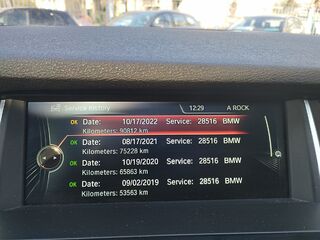 Service history 12:29 A ROCK
OK Date: 10/17/2022 Service: 28516 BMW
Kilometers: 90812 km
OK Date: 08/17/2021 Service: 28516 BMW
Kilometers: 75228 km
OK Date: 10/19/2020 Service: 28516 BMW
Kilometers: 65863 km
OK Date: 09/02/2019 Service: 28516 BMW
Kilometers: 53563 km